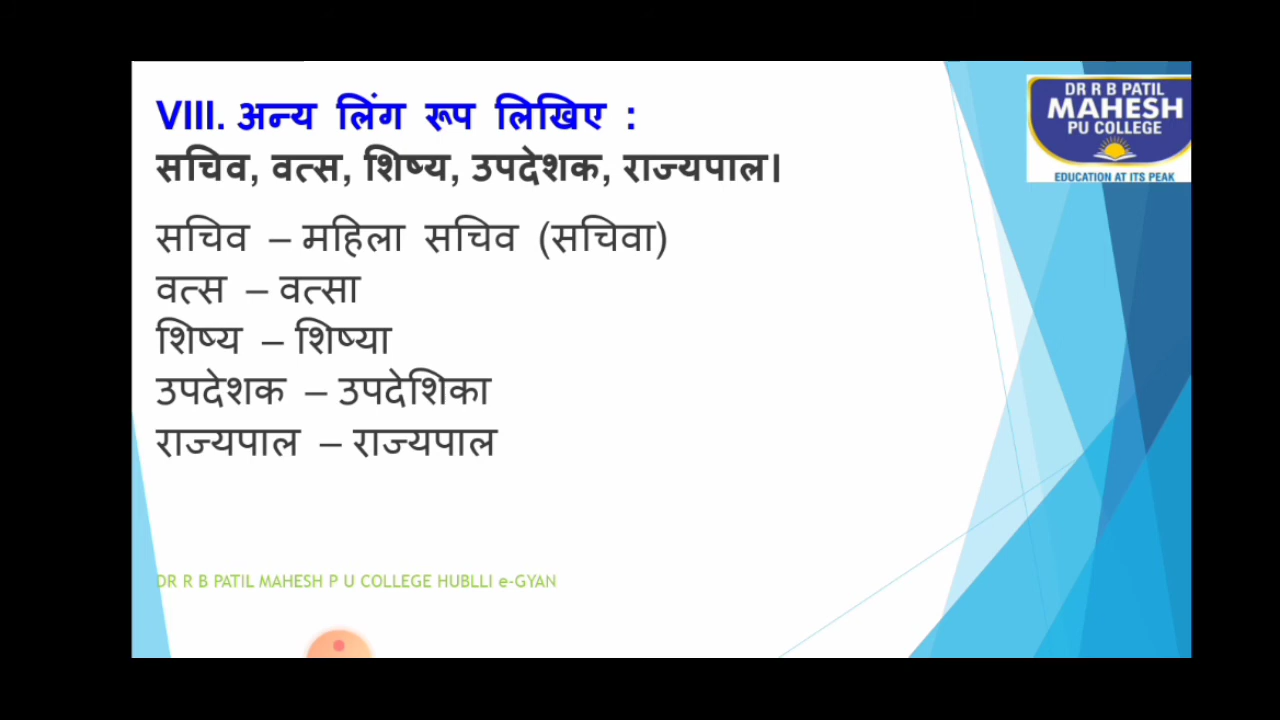 VIII. अन्य लिंग रूप लिखिए :
सचिव, वत्स, शिष्य, उपदेशक, राज्यपाल।
सचिव – महिला सचिव (सचिवा)
वत्स – वत्सा
शिष्य – शिष्या
उपदेशक – उपदेशिका
राज्यपाल – राज्यपाल
DR R B PATIL MAHESH P U COLLEGE HUBLLI e-GYAN
DR R B PATIL
MAHESH
PU COLLEGE
EDUCATION AT ITS PEAK